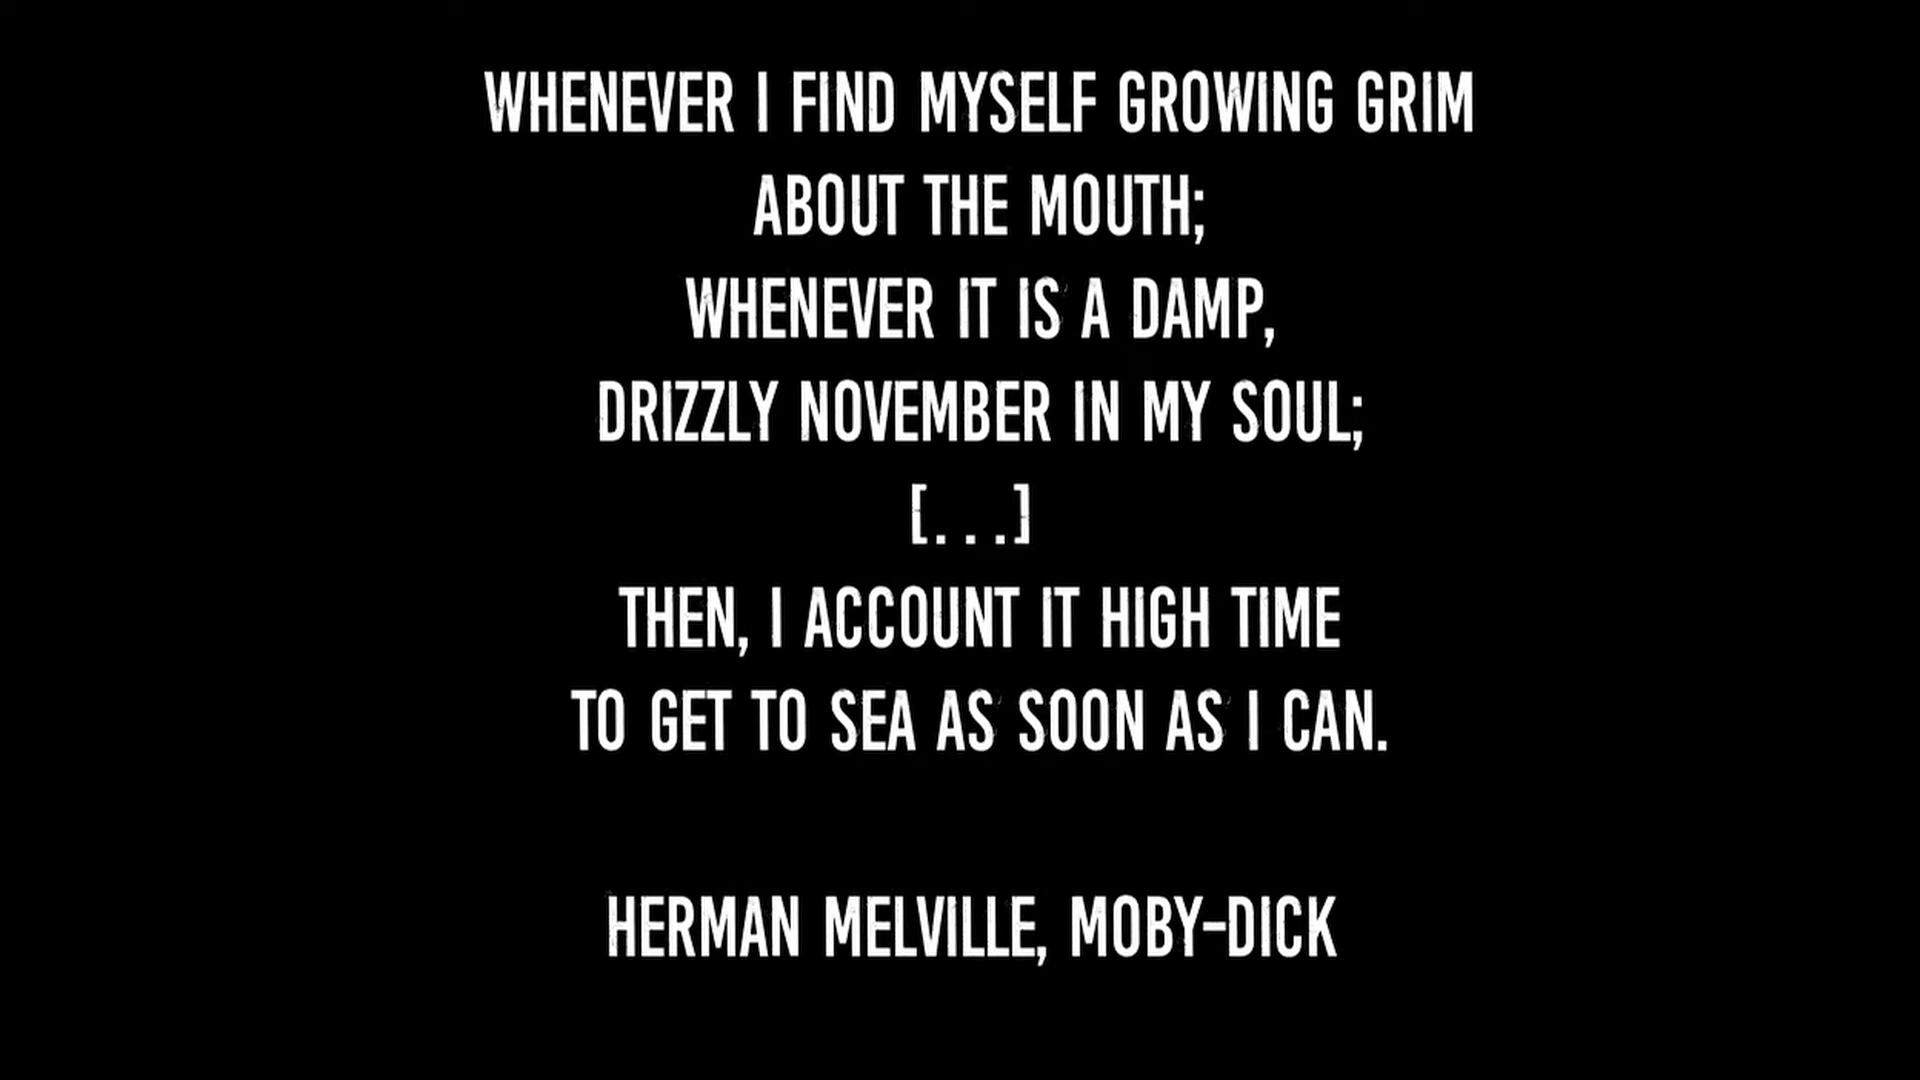 WHENEVER I FIND MYSELF GROWING GRIM
ABOUT THE MOUTH;
WHENEVER IT IS A DAMP,
DRIZZLY NOVEMBER IN MY SOUL;
[...]
THEN, I ACCOUNT IT HIGH TIME
TO GET TO SEA AS SOON AS I CAN.
HERMAN MELVILLE, MOBY-DICK